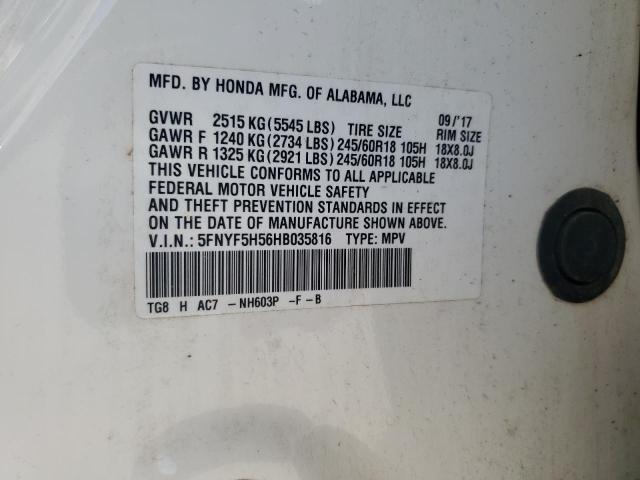 MFD. BY HONDA MFG. OF ALABAMA, LLC
09/'17
GVWR 2515 KG(5545 LBS) TIRE SIZE RIM SIZE
GAWR F 1240 KG(2734 LBS)245/60R18 105H 18X8.0J
GAWR R 1325 KG(2921 LBS)245/60R18 105H 18X8.0J
THIS VEHICLE CONFORMS TO ALL APPLICABLE
FEDERAL MOTOR VEHICLE SAFETY
AND THEFT PREVENTION STANDARDS IN EFFECT
ON THE DATE OF MANUFACTURE SHOWN ABOVE.
V.I.N.: 5FNYF5H56HB035816 TYPE: MPV
TG8 H AC7 -NH603P -F-B